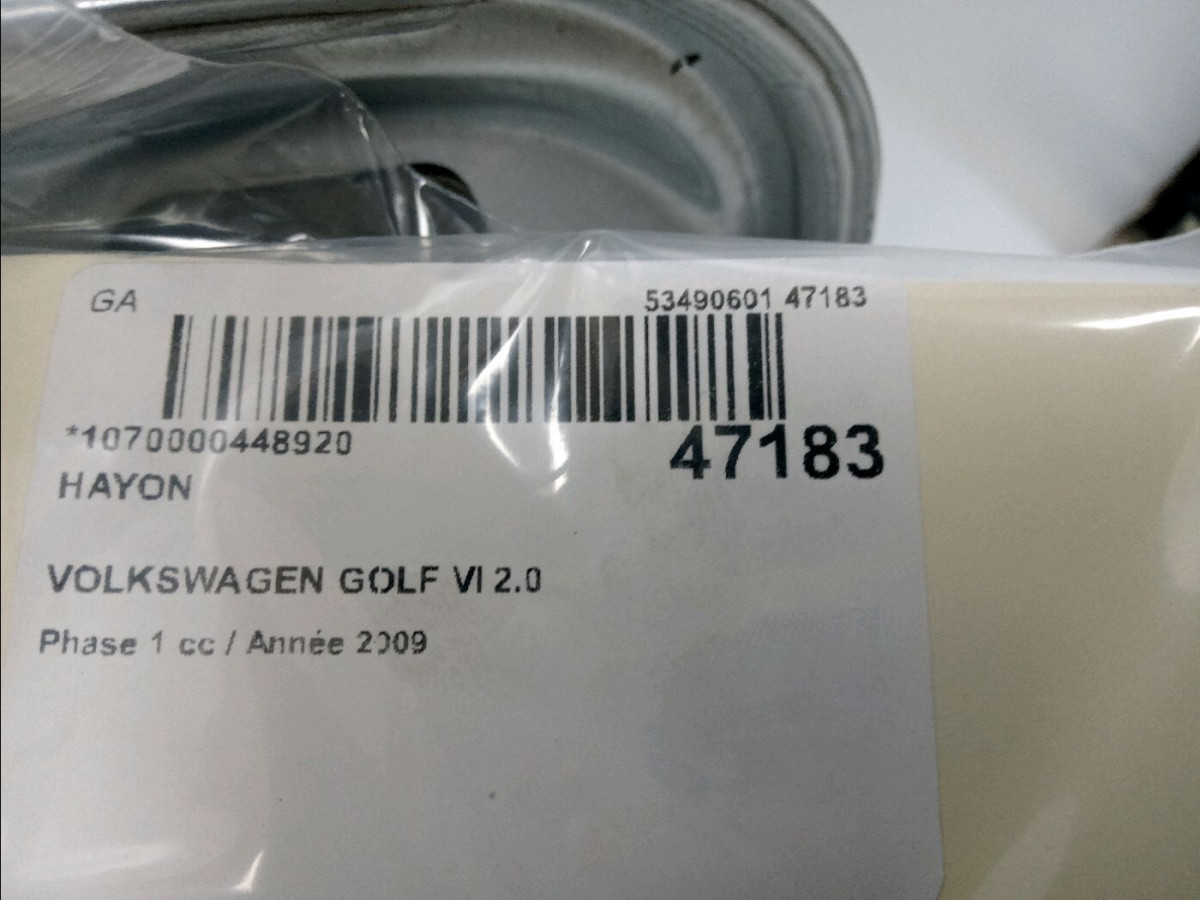 GA
53490601 47183
*1070000448920
47183
HAYON
VOLKSWAGEN GOLF VI 2.0
Phase 1 cc / Année 2009